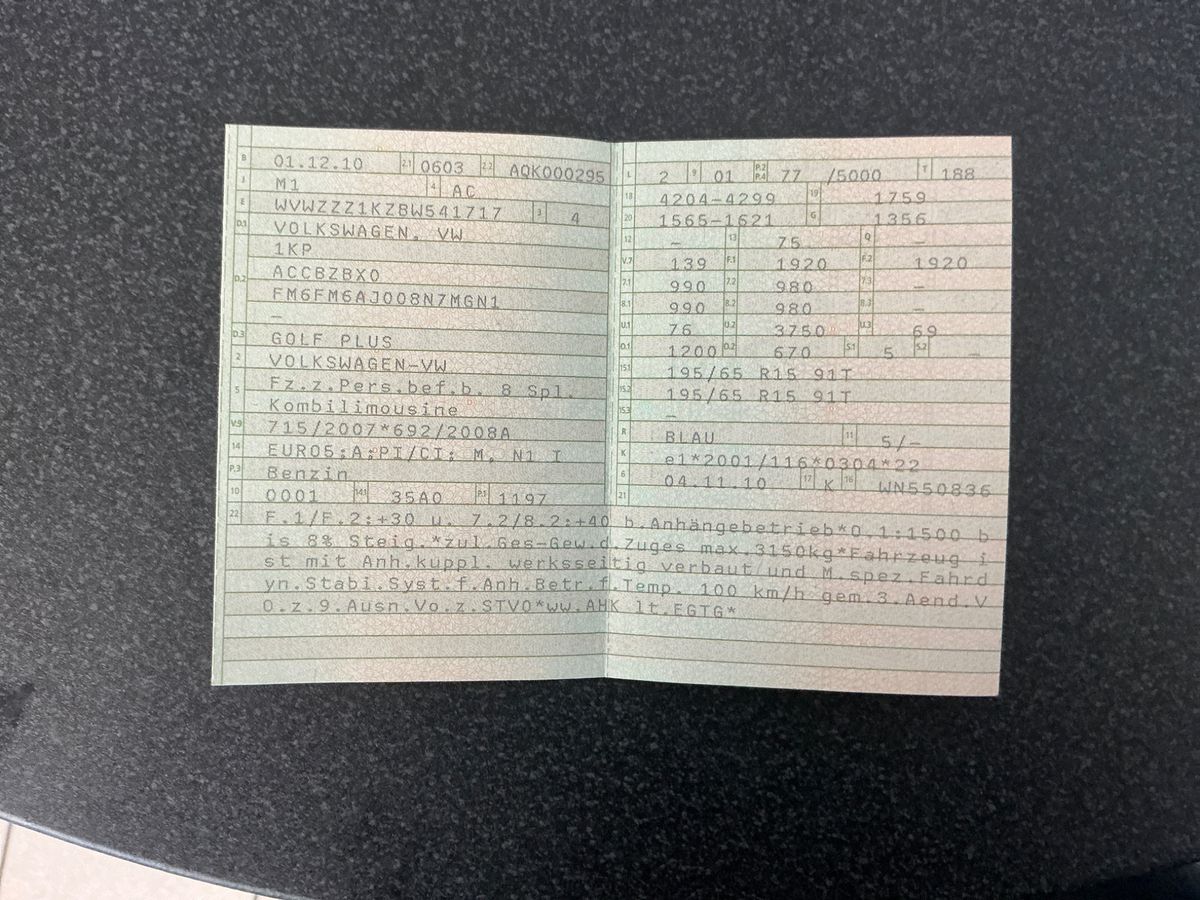 B 01.12.10 2.1 0603 2.2 AQK000295
J M1 4 AC
E WVWZZZ1KZBW541717 3 4
D.1 VOLKSWAGEN, VW
1KP
D.2 ACCBZBX0
FM6FM6AJ008N7MGN1
–
D.3 GOLF PLUS
2 VOLKSWAGEN-VW
5 Fz.z.Pers.bef.b. 8 Spl.
Kombilimousine
V.9 715/2007*692/2008A
14 EURO5;A;PI/CI; M, N1 I
P.3 Benzin
10 0001 14.1 35A0 P.1 1197
L 2 9 01 P.2 P.4 77 /5000 T 188
18 4204-4299 19 1759
20 1565-1621 G 1356
12 – 13 75 Q –
V.7 139 F.1 1920 F.2 1920
7.1 990 7.2 980 7.3 –
8.1 990 8.2 980 8.3 –
U.1 76 U.2 3750 U.3 69
O.1 1200 O.2 670 S.1 5 S.2 –
15.1 195/65 R15 91T
15.2 195/65 R15 91T
15.3 –
R BLAU 11 5/–
K e1*2001/116*0304*22
6 04.11.10 17 K 16 WN550836
21
22 F.1/F.2:+30 u. 7.2/8.2:+40 b.Anhängebetrieb*O.1:1500 b
is 8% Steig.*zul.Ges-Gew.d.Zuges max.3150kg*Fahrzeug i
st mit Anh.kuppl. werksseitig verbaut und M.spez.Fahrd
yn.Stabi.Syst.f.Anh.Betr.f.Temp. 100 km/h gem.3.Aend.V
O.z.9.Ausn.Vo.z.STVO*ww.AHK lt.EGTG*